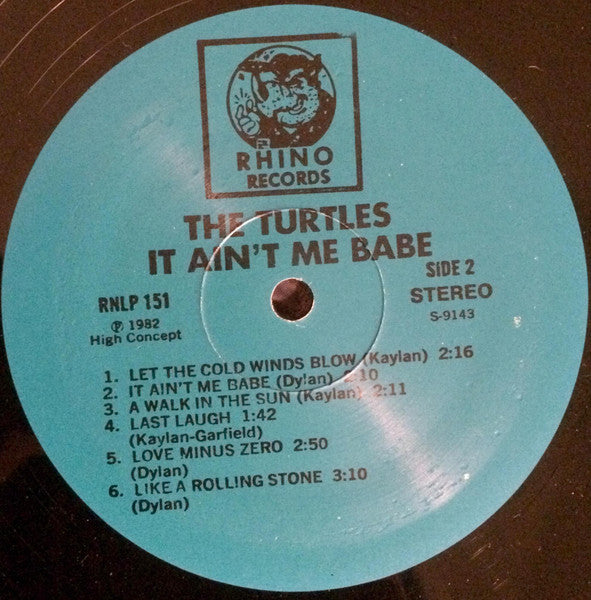 RHINO
RECORDS
THE TURTLES
IT AIN'T ME BABE
RNLP 151
SIDE 2
℗ 1982
STEREO
High Concept
S-9143
1. LET THE COLD WINDS BLOW (Kaylan) 2:16
2. IT AIN'T ME BABE (Dylan) 2:10
3. A WALK IN THE SUN (Kaylan) 2:11
4. LAST LAUGH 1:42
(Kaylan-Garfield)
5. LOVE MINUS ZERO 2:50
(Dylan)
6. LIKE A ROLLING STONE 3:10
(Dylan)